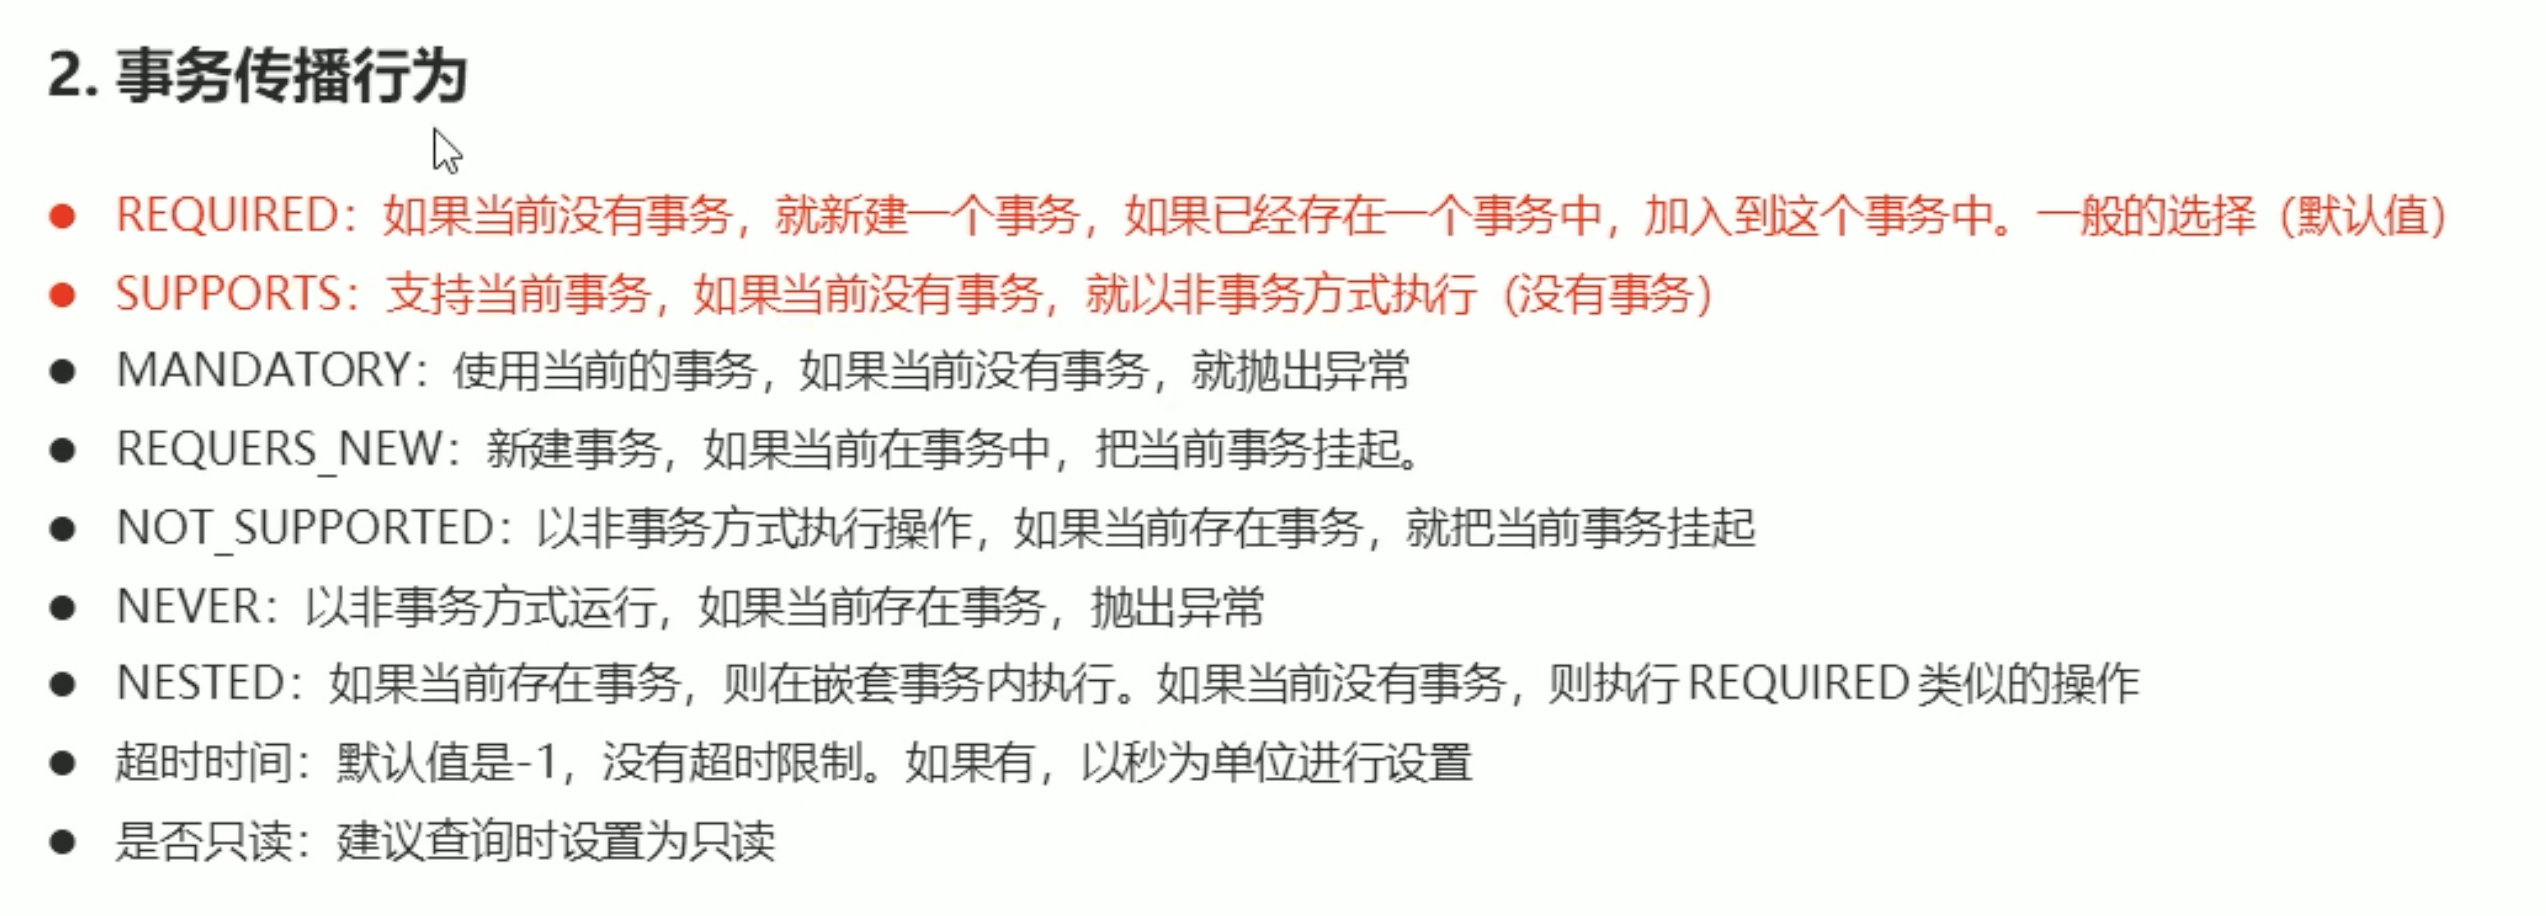 2. 事务传播行为
● REQUIRED：如果当前没有事务，就新建一个事务，如果已经存在一个事务中，加入到这个事务中。一般的选择（默认值）
● SUPPORTS：支持当前事务，如果当前没有事务，就以非事务方式执行（没有事务）
● MANDATORY：使用当前的事务，如果当前没有事务，就抛出异常
● REQUERS_NEW：新建事务，如果当前在事务中，把当前事务挂起。
● NOT_SUPPORTED：以非事务方式执行操作，如果当前存在事务，就把当前事务挂起
● NEVER：以非事务方式运行，如果当前存在事务，抛出异常
● NESTED：如果当前存在事务，则在嵌套事务内执行。如果当前没有事务，则执行 REQUIRED 类似的操作
● 超时时间：默认值是-1，没有超时限制。如果有，以秒为单位进行设置
● 是否只读：建议查询时设置为只读